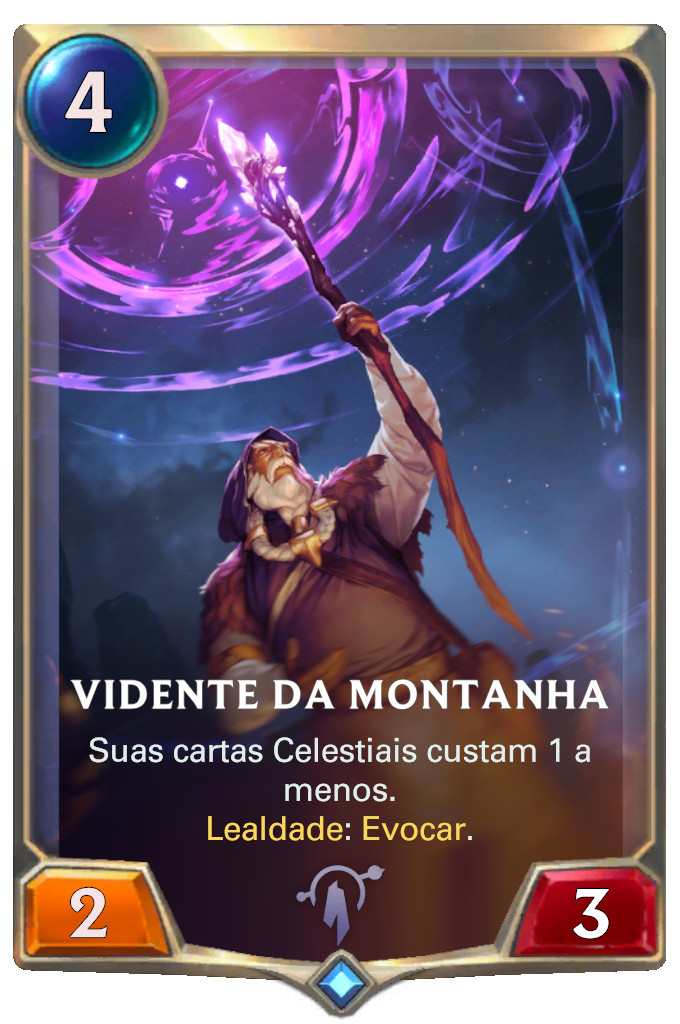 4
VIDENTE DA MONTANHA
Suas cartas Celestiais custam 1 a
menos.
Lealdade: Evocar.
2
3